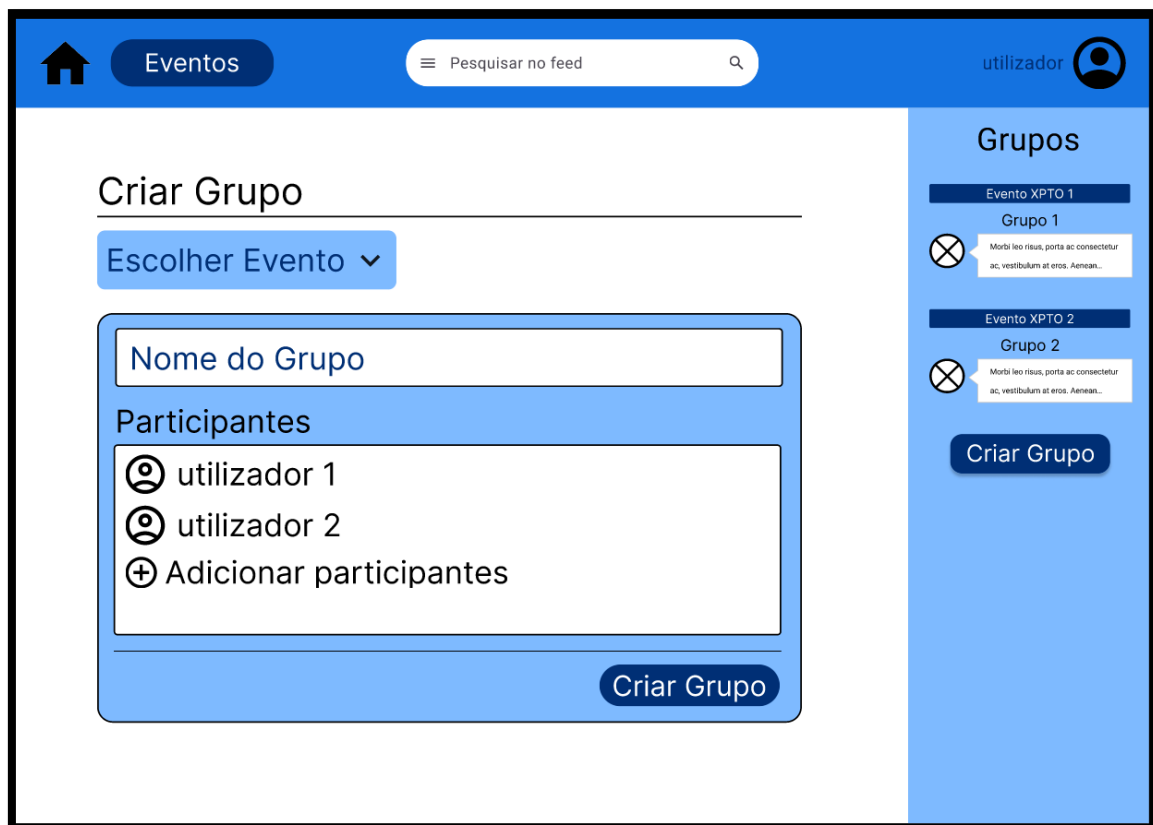 Eventos
Pesquisar no feed
utilizador
Criar Grupo
Escolher Evento
Nome do Grupo
Participantes
utilizador 1
utilizador 2
Adicionar participantes
Criar Grupo
Grupos
Evento XPTO 1
Grupo 1
Morbi leo risus, porta ac consectetur
ac, vestibulum at eros. Aenean...
Evento XPTO 2
Grupo 2
Morbi leo risus, porta ac consectetur
ac, vestibulum at eros. Aenean...
Criar Grupo